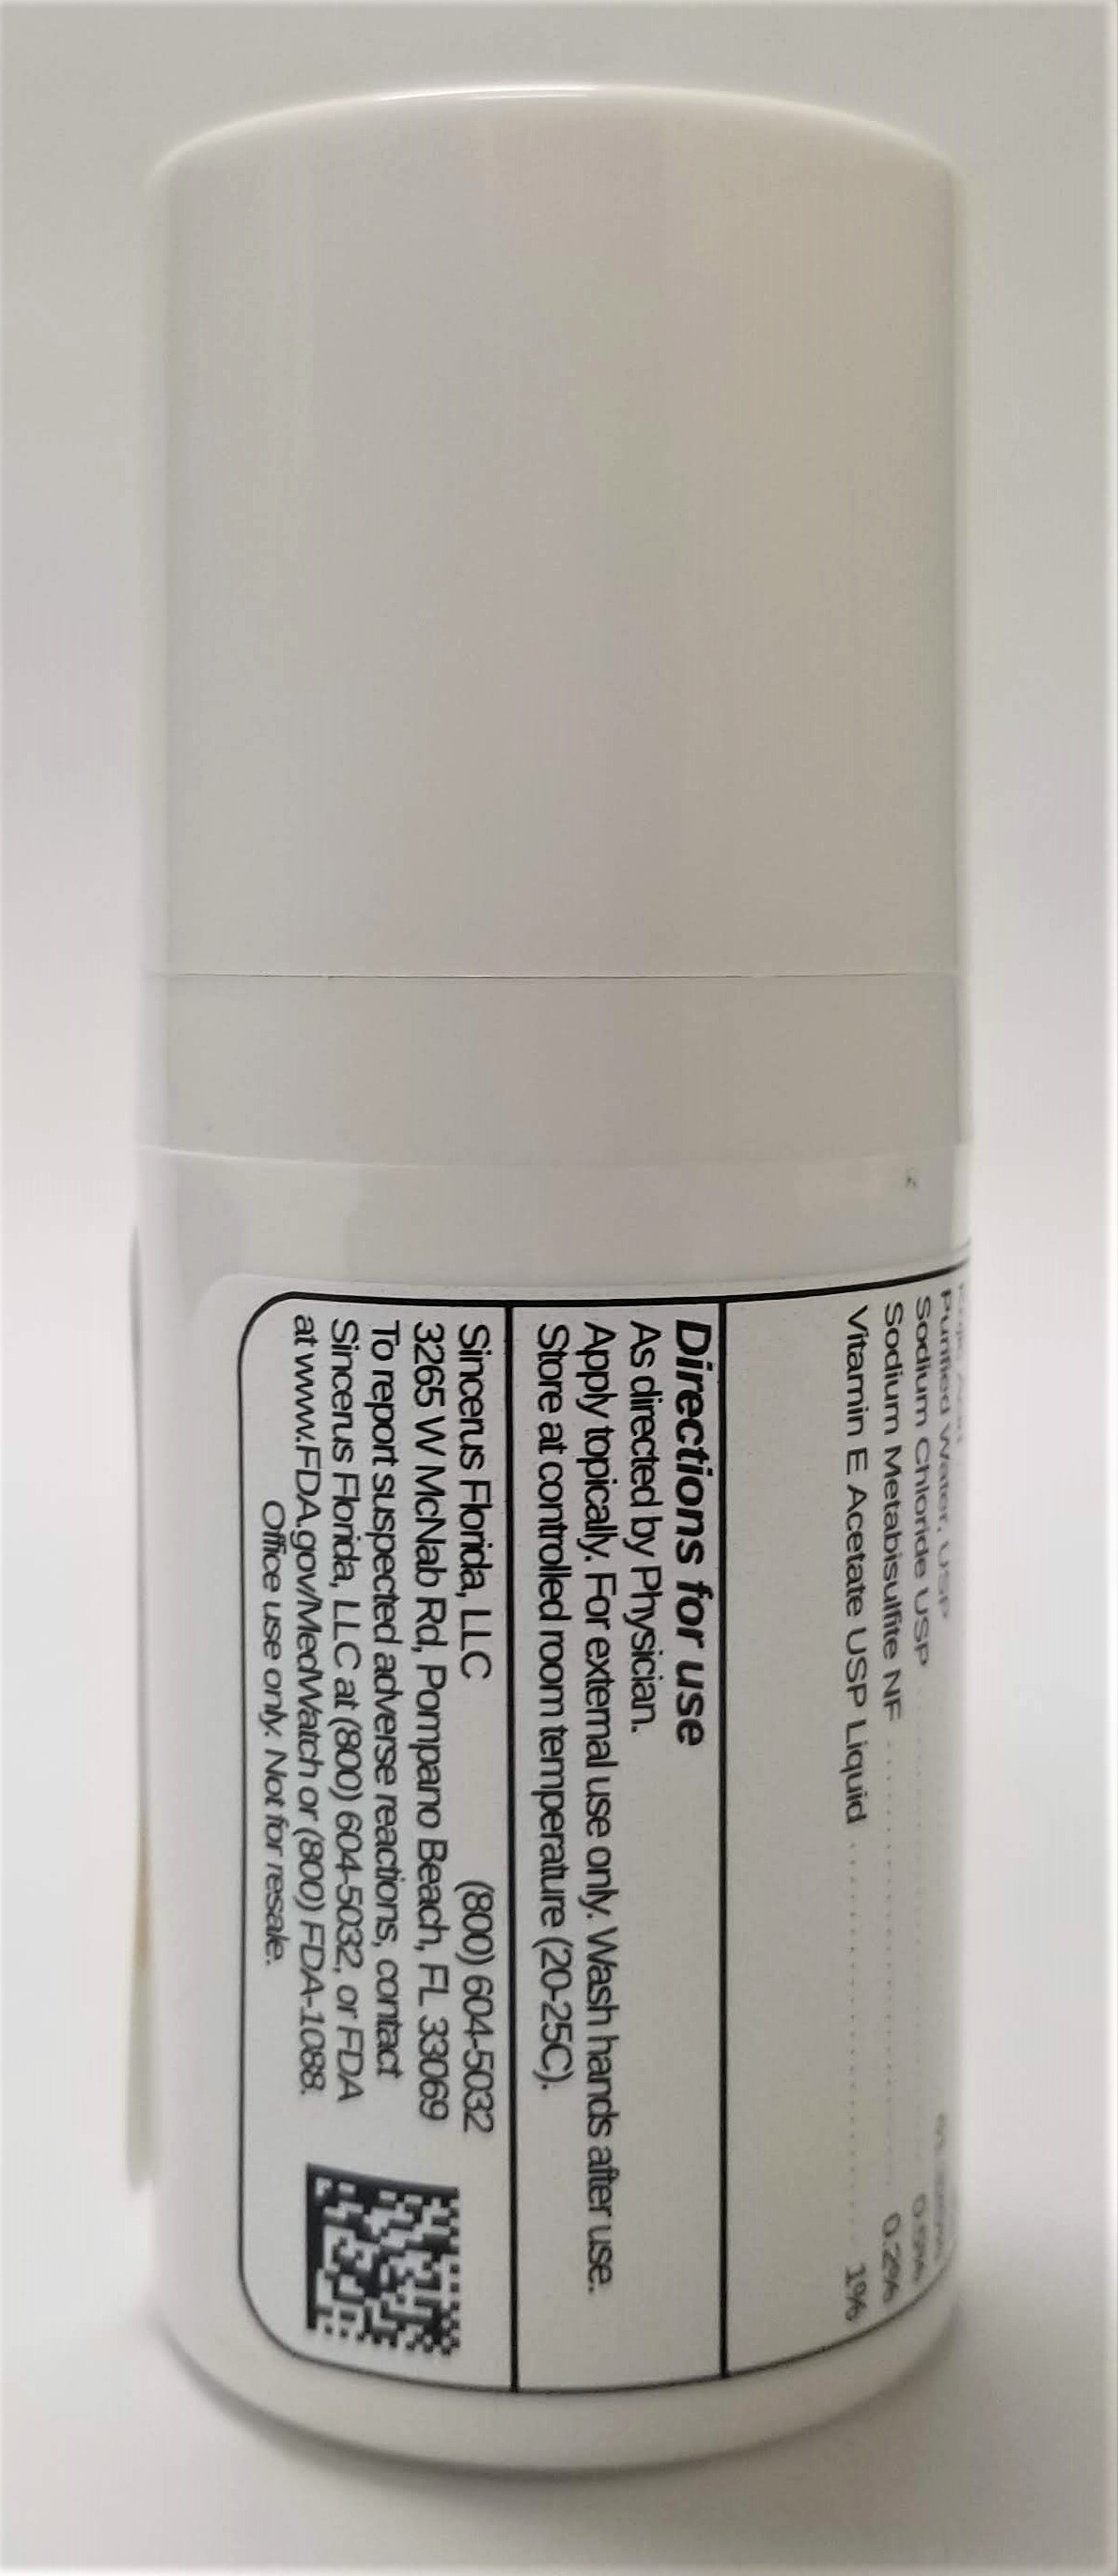 Purified Water, USP
Sodium Chloride USP
Sodium Metabisulfite NF . . . . . . . . . . . . . . . . . . . . 0.2%
Vitamin E Acetate USP Liquid . . . . . . . . . . . . . . . . . . . . 1%
Directions for use
As directed by Physician.
Apply topically. For external use only. Wash hands after use.
Store at controlled room temperature (20-25C).
Sincerus Florida, LLC (800) 604-5032
3265 W McNab Rd, Pompano Beach, FL 33069
To report suspected adverse reactions, contact
Sincerus Florida, LLC at (800) 604-5032, or FDA
at www.FDA.gov/MedWatch or (800) FDA-1088.
Office use only. Not for resale.